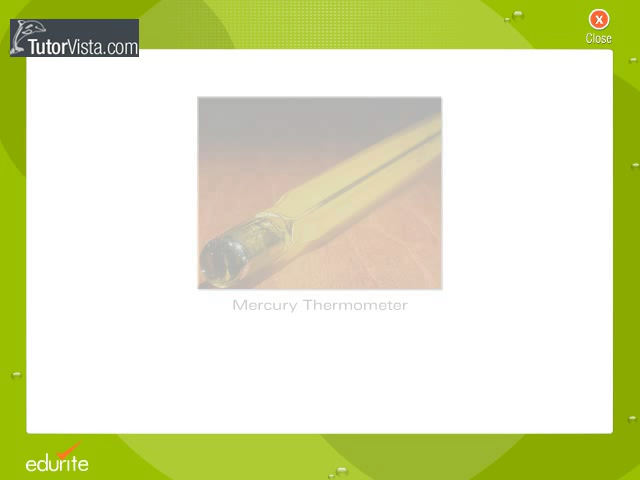 TutorVista.com
X
Close
Mercury Thermometer
edurite